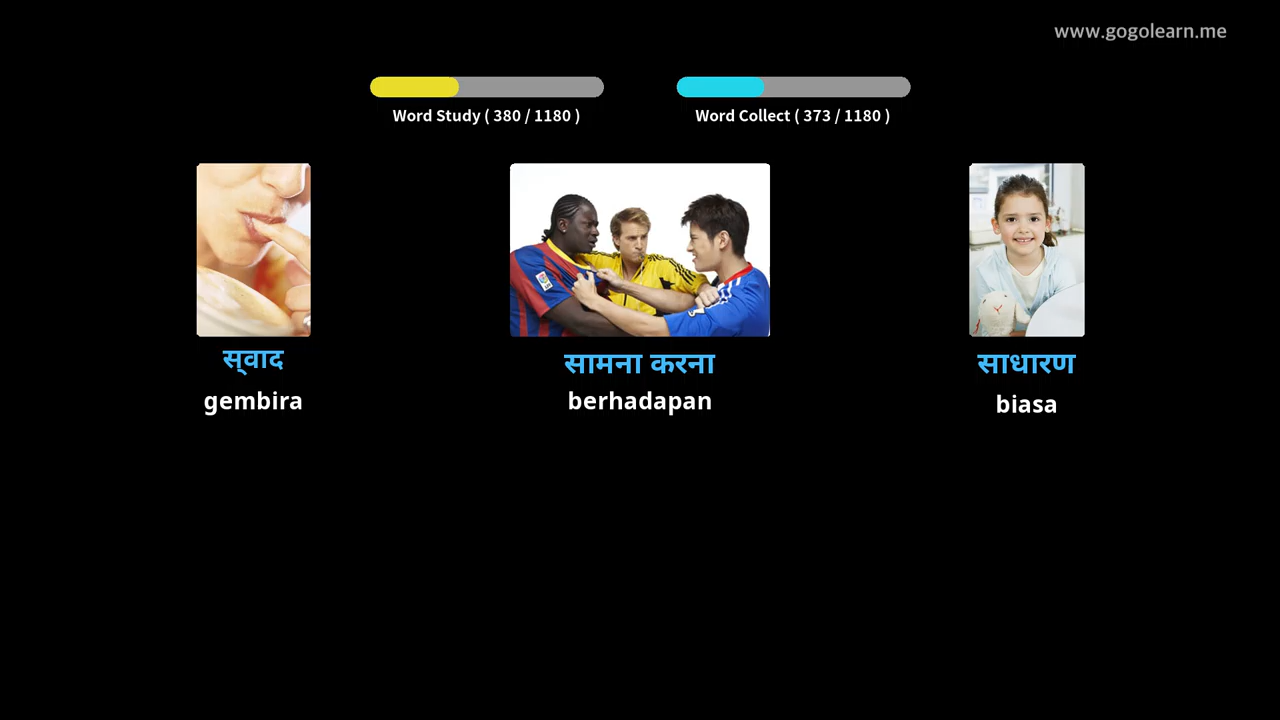 www.gogolearn.me
Word Study ( 380 / 1180 )
Word Collect ( 373 / 1180 )
स्‌वाद
सामना करना
साधारण
gembira
berhadapan
biasa